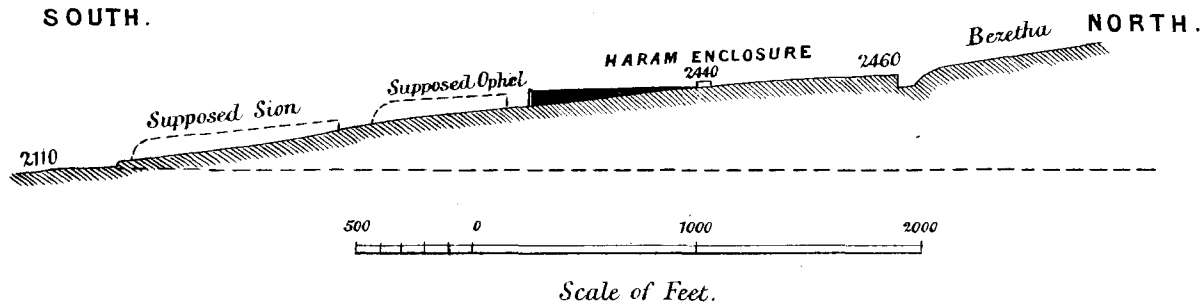 SOUTH.
NORTH.
Bezetha
HARAM ENCLOSURE
2440
2460
Supposed Ophel
Supposed Sion
2110
500 0 1000 2000
Scale of Feet.